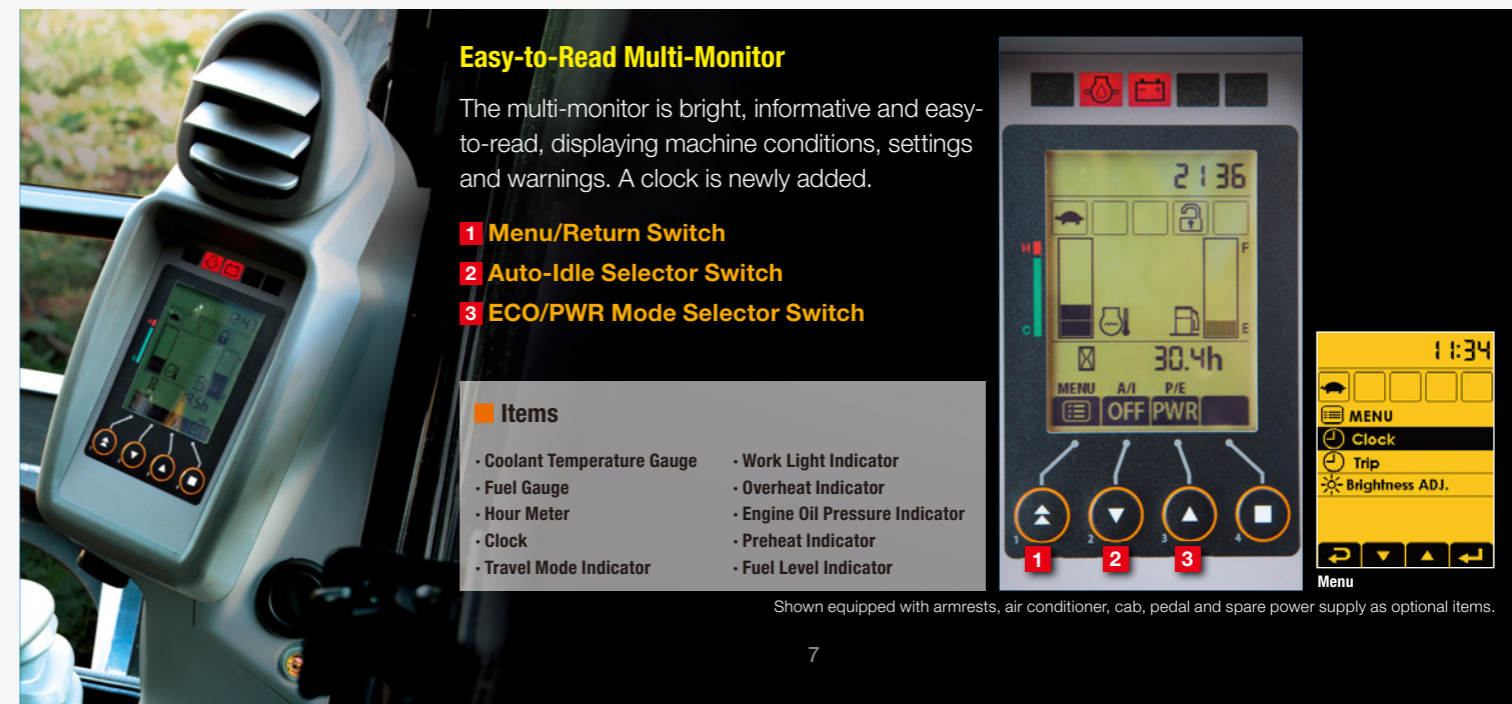 Easy-to-Read Multi-Monitor
The multi-monitor is bright, informative and easy-
to-read, displaying machine conditions, settings
and warnings. A clock is newly added.
1 Menu/Return Switch
2 Auto-Idle Selector Switch
3 ECO/PWR Mode Selector Switch
Items
· Coolant Temperature Gauge
· Fuel Gauge
· Hour Meter
· Clock
· Travel Mode Indicator
· Work Light Indicator
· Overheat Indicator
· Engine Oil Pressure Indicator
· Preheat Indicator
· Fuel Level Indicator
21 36
H F
C E
30.4h
MENU A/I P/E
OFF PWR
1 2 3 4
1 2 3
11:34
MENU
Clock
Trip
Brightness ADJ.
Menu
Shown equipped with armrests, air conditioner, cab, pedal and spare power supply as optional items.
7
12:47